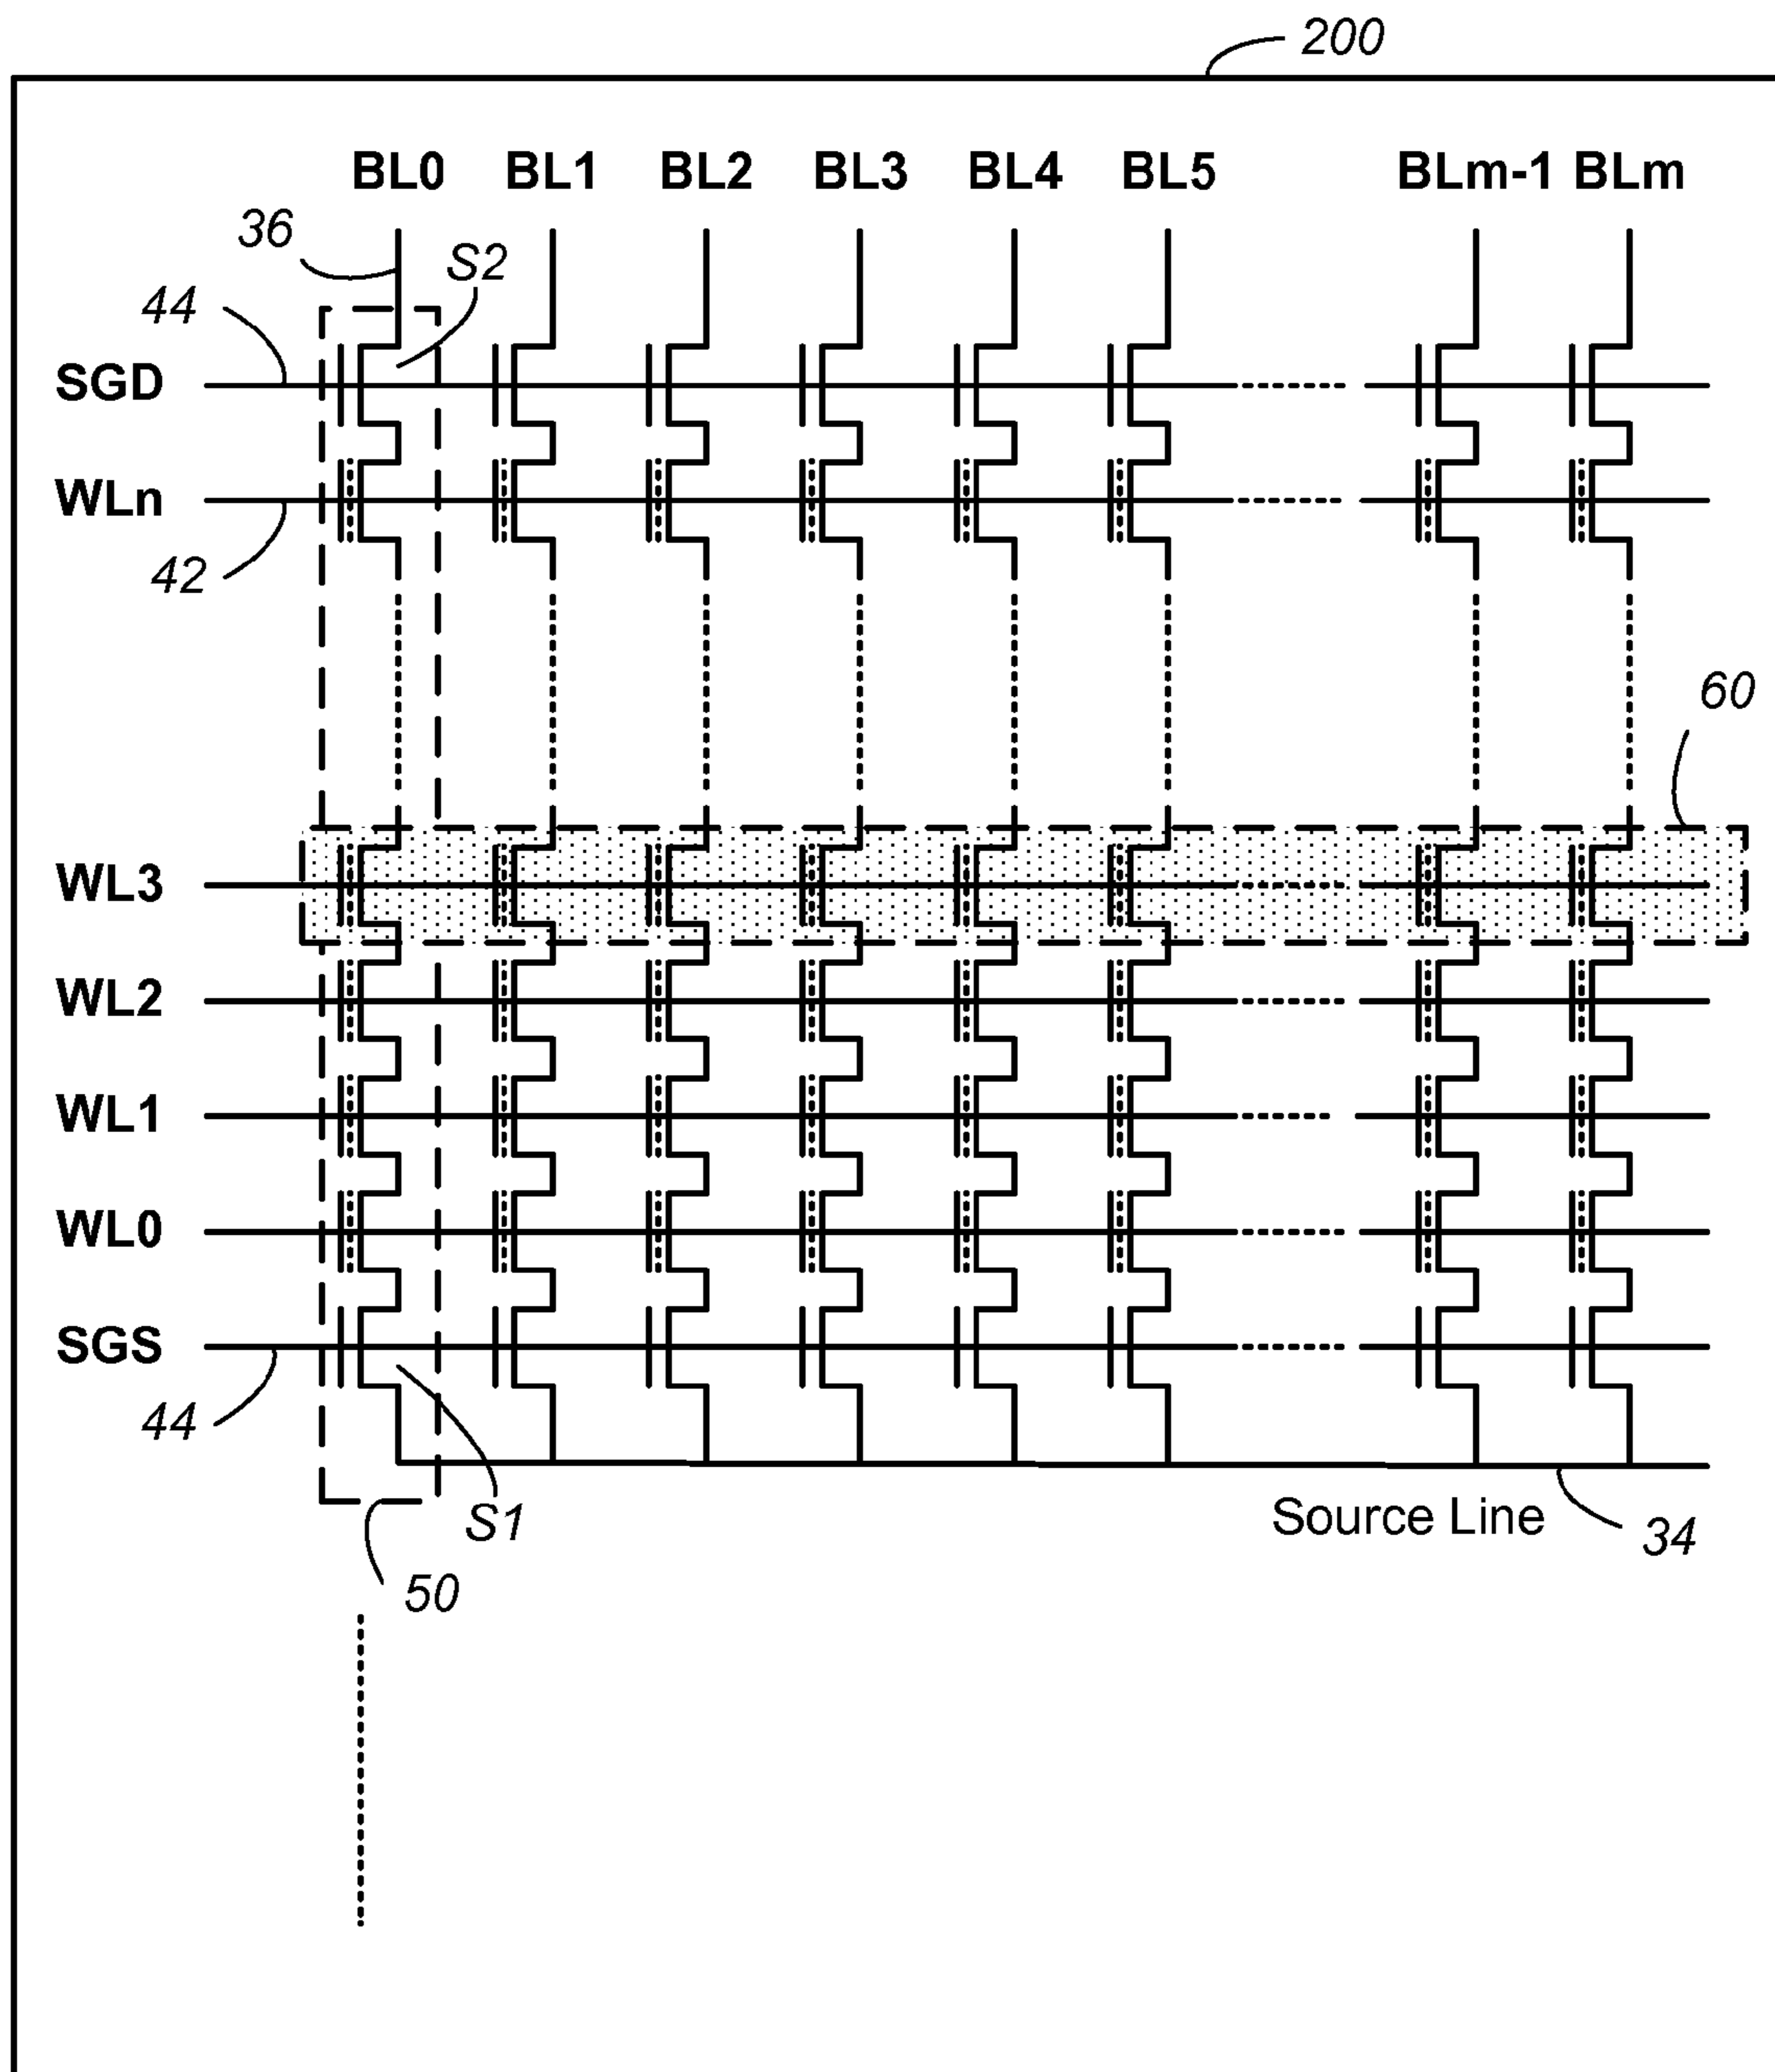 200
BL0 BL1 BL2 BL3 BL4 BL5 BLm-1 BLm
36
S2
44
SGD
WLn
42
60
WL3
WL2
WL1
WL0
SGS
44
S1
Source Line
34
50